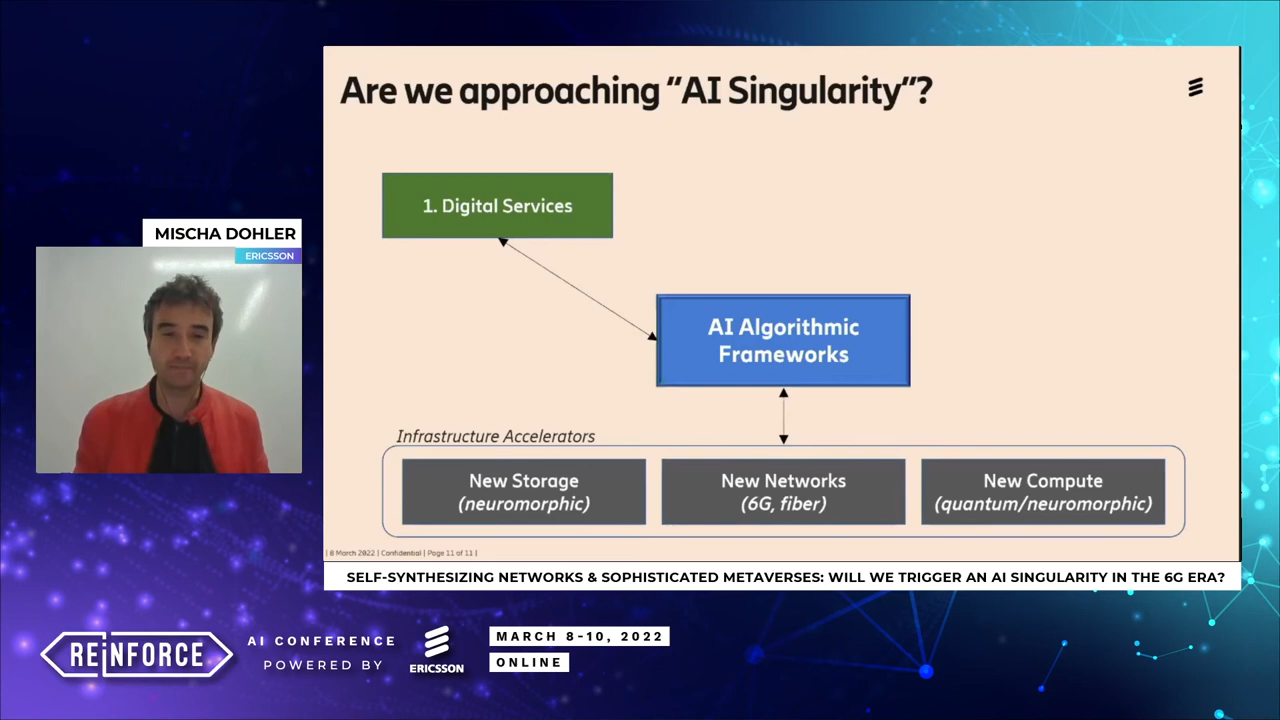 Are we approaching “AI Singularity“?
1. Digital Services
AI Algorithmic
Frameworks
Infrastructure Accelerators
New Storage
(neuromorphic)
New Networks
(6G, fiber)
New Compute
(quantum/neuromorphic)
| 8 March 2022 | Confidential | Page 11 of 11 |
MISCHA DOHLER
ERICSSON
SELF-SYNTHESIZING NETWORKS & SOPHISTICATED METAVERSES: WILL WE TRIGGER AN AI SINGULARITY IN THE 6G ERA?
REINFORCE
AI CONFERENCE
POWERED BY
ERICSSON
MARCH 8-10, 2022
ONLINE